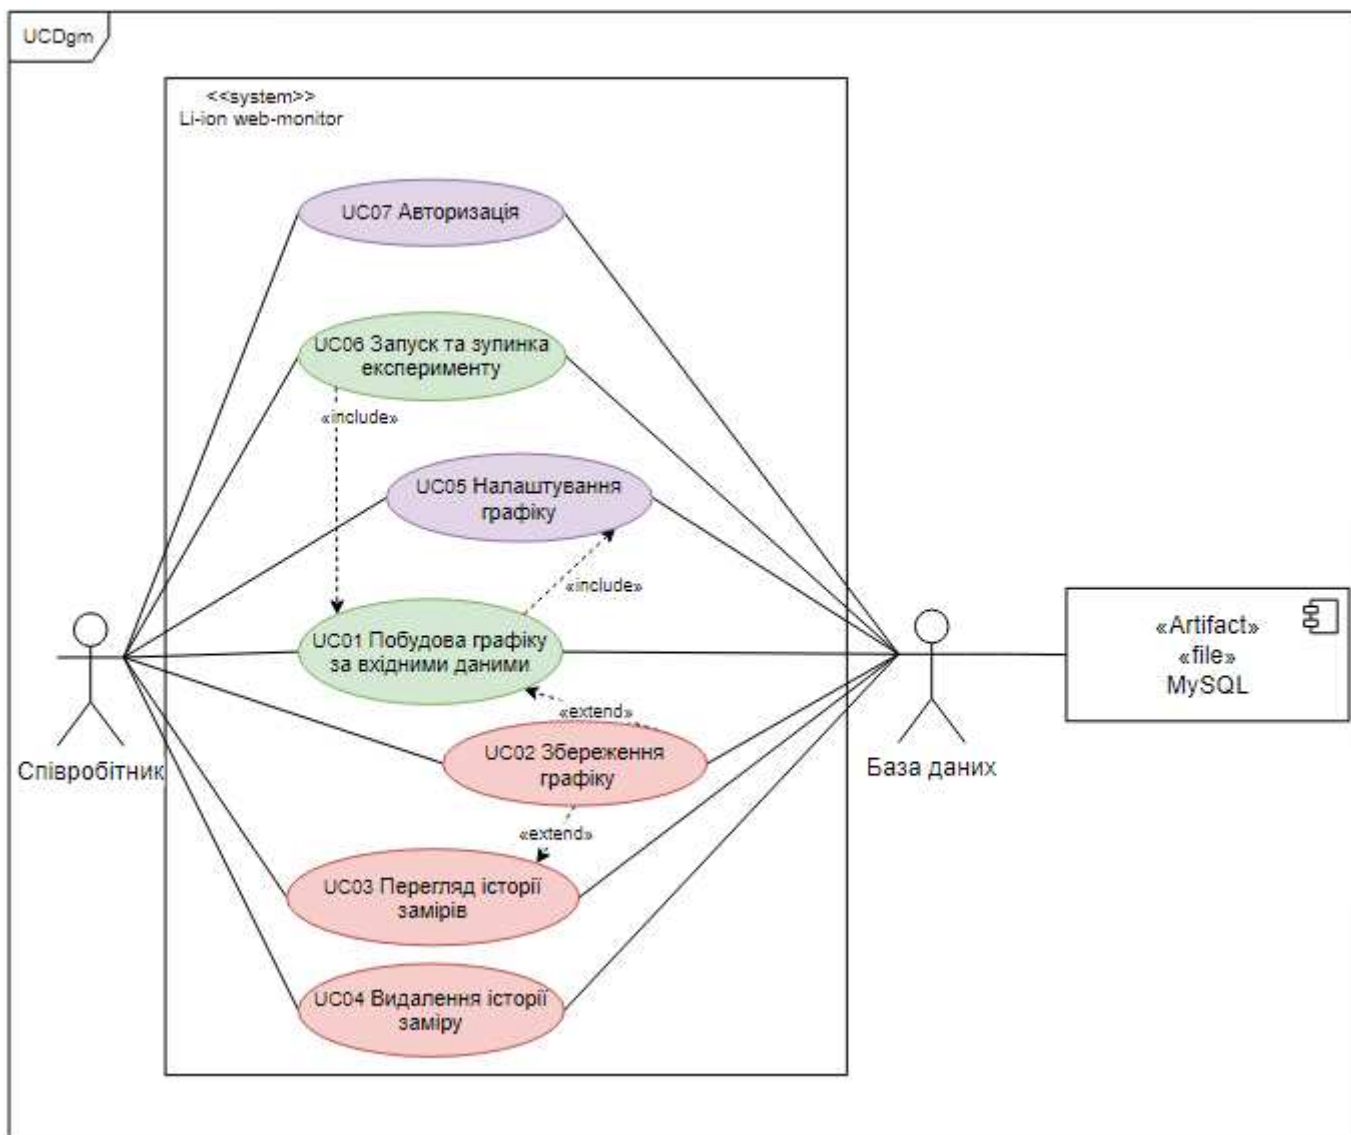 UCDgm
<<system>>
Li-ion web-monitor
UC07 Авторизація
UC06 Запуск та зупинка
експерименту
«include»
UC05 Налаштування
графіку
«include»
UC01 Побудова графіку
за вхідними даними
«extend»
UC02 Збереження
графіку
«extend»
UC03 Перегляд історії
замірів
UC04 Видалення історії
заміру
Співробітник
База даних
«Artifact»
«file»
MySQL